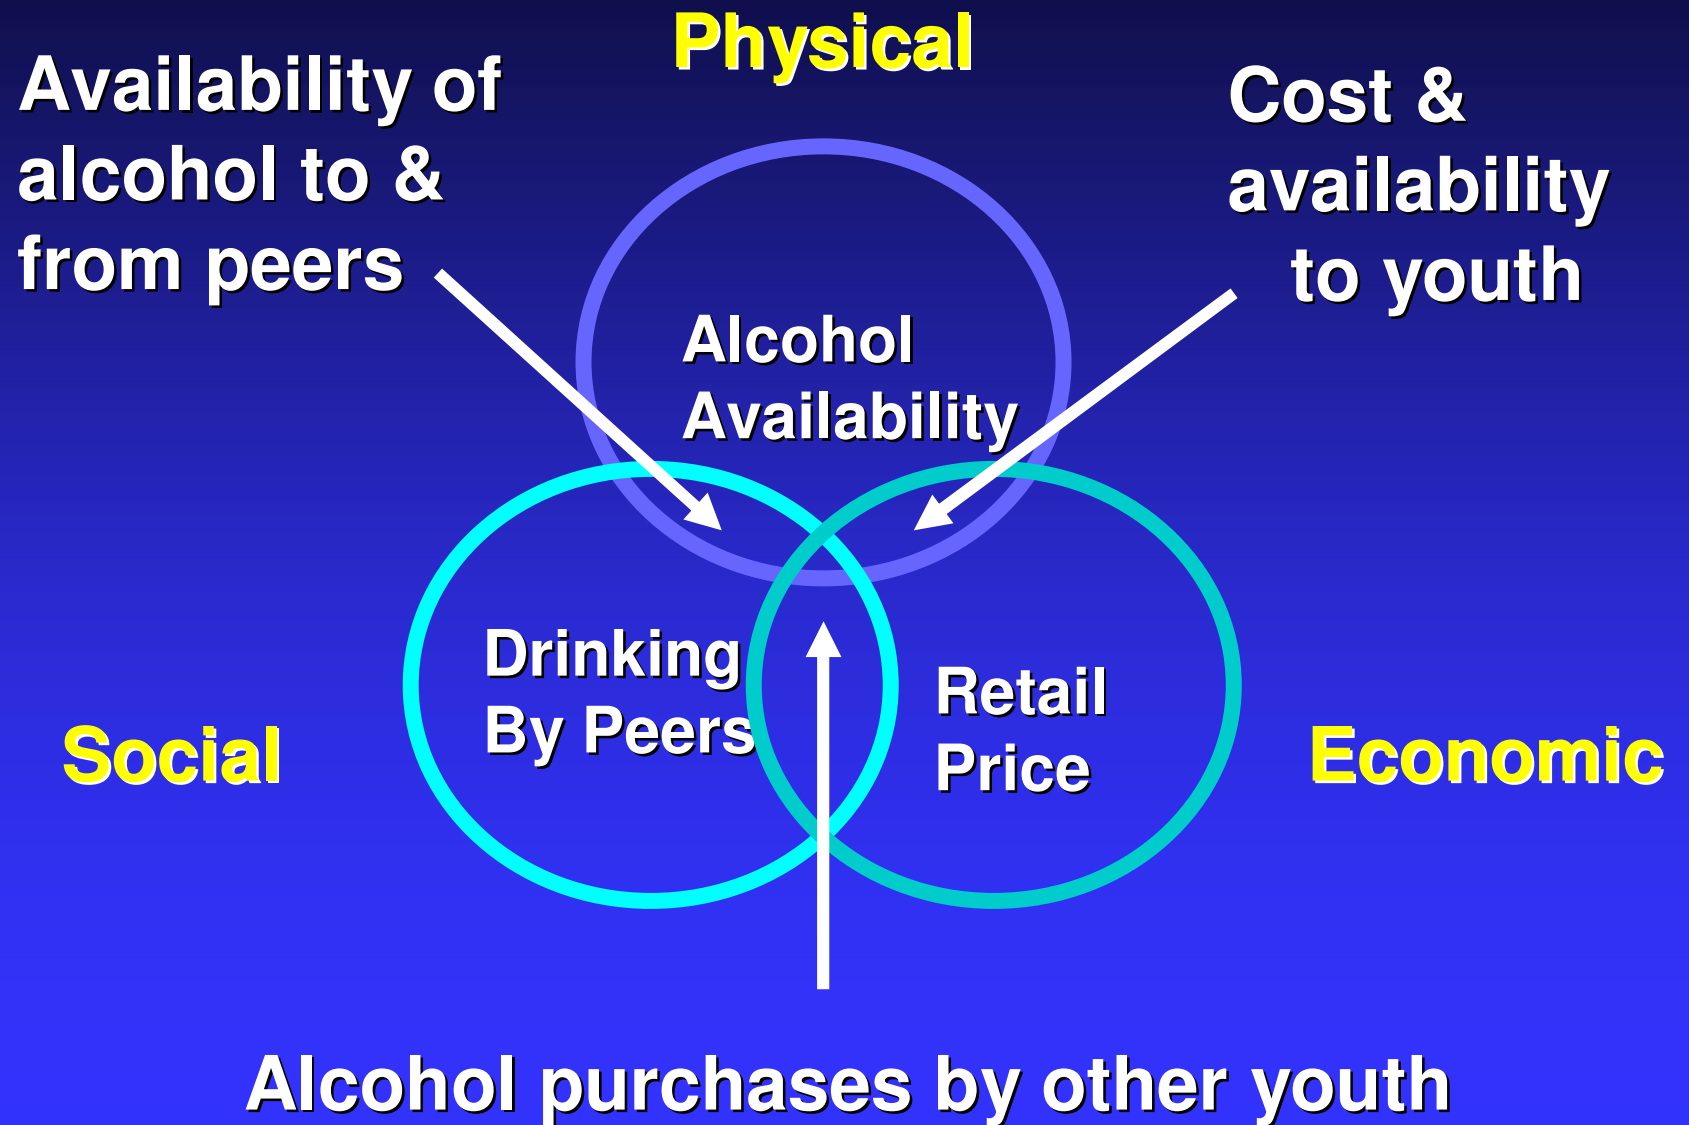 Physical
Availability of
alcohol to &
from peers
Cost &
availability
to youth
Alcohol
Availability
Drinking
By Peers
Retail
Price
Social
Economic
Alcohol purchases by other youth